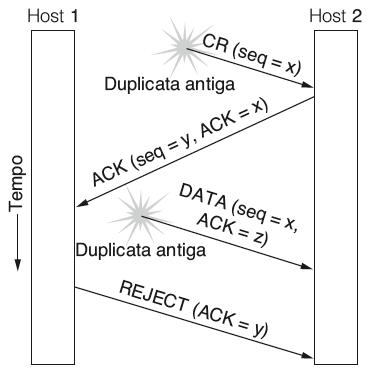 Host 1
Host 2
CR (seq = x)
Duplicata antiga
ACK (seq = y, ACK = x)
Tempo
DATA (seq = x,
ACK = z)
Duplicata antiga
REJECT (ACK = y)